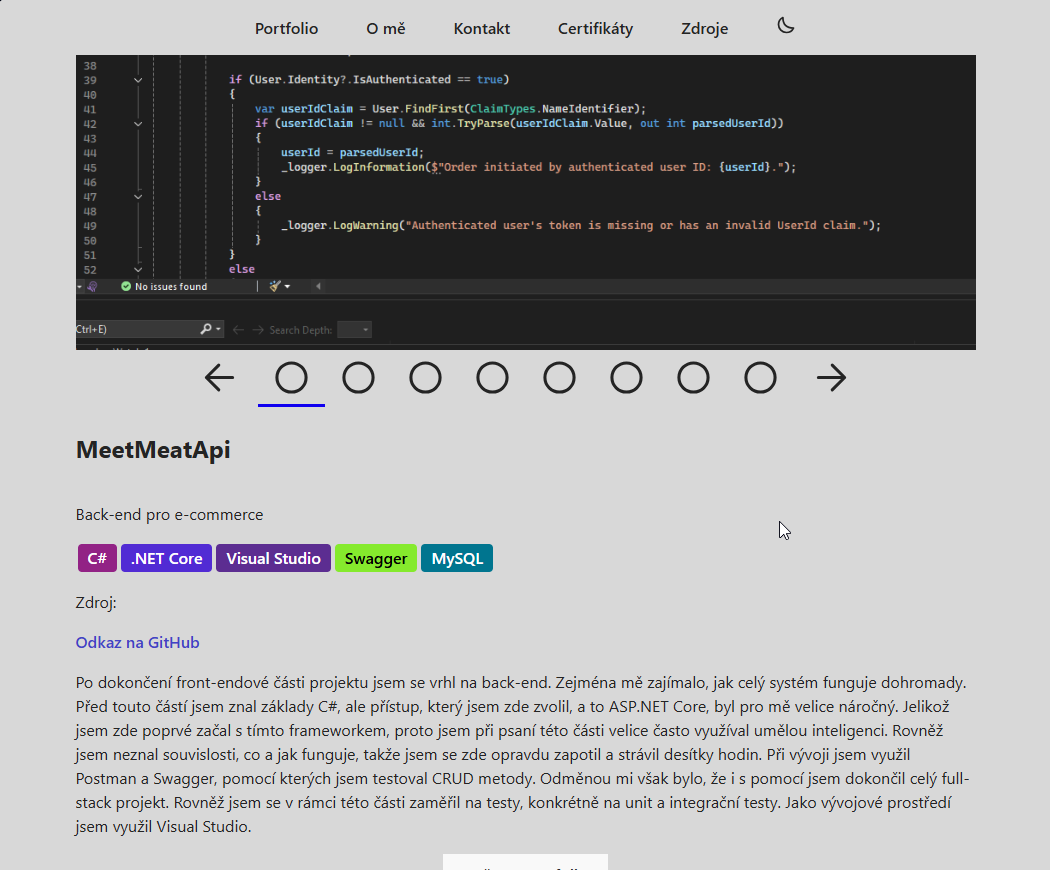 Portfolio O mě Kontakt Certifikáty Zdroje
38
39 if (User.Identity?.IsAuthenticated == true)
40 {
41 var userIdClaim = User.FindFirst(ClaimTypes.NameIdentifier);
42 if (userIdClaim != null && int.TryParse(userIdClaim.Value, out int parsedUserId))
43 {
44 userId = parsedUserId;
45 _logger.LogInformation($"Order initiated by authenticated user ID: {userId}.");
46 }
47 else
48 {
49 _logger.LogWarning("Authenticated user's token is missing or has an invalid UserId claim.");
50 }
51 }
52 else
No issues found
Ctrl+E) Search Depth:
MeetMeatApi
Back-end pro e-commerce
C# .NET Core Visual Studio Swagger MySQL
Zdroj:
Odkaz na GitHub
Po dokončení front-endové části projektu jsem se vrhl na back-end. Zejména mě zajímalo, jak celý systém funguje dohromady.
Před touto částí jsem znal základy C#, ale přístup, který jsem zde zvolil, a to ASP.NET Core, byl pro mě velice náročný. Jelikož
jsem zde poprvé začal s tímto frameworkem, proto jsem při psaní této části velice často využíval umělou inteligenci. Rovněž
jsem neznal souvislosti, co a jak funguje, takže jsem se zde opravdu zapotil a strávil desítky hodin. Při vývoji jsem využil
Postman a Swagger, pomocí kterých jsem testoval CRUD metody. Odměnou mi však bylo, že i s pomocí jsem dokončil celý full-
stack projekt. Rovněž jsem se v rámci této části zaměřil na testy, konkrétně na unit a integrační testy. Jako vývojové prostředí
jsem využil Visual Studio.